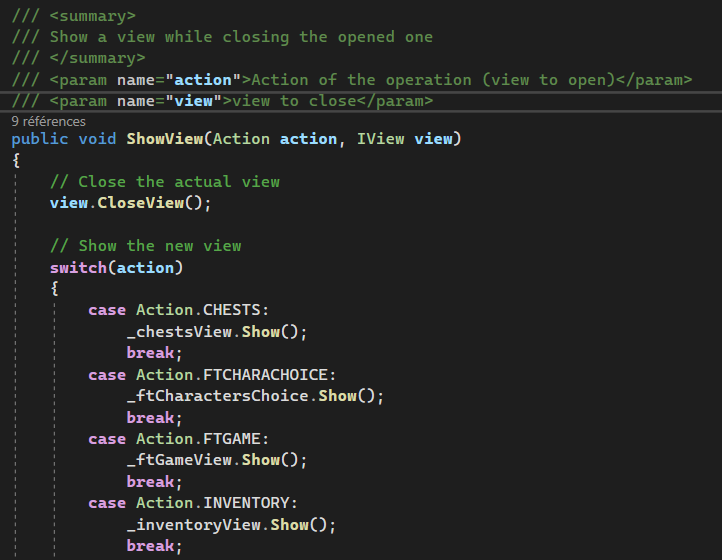 /// <summary>
/// Show a view while closing the opened one
/// </summary>
/// <param name="action">Action of the operation (view to open)</param>
/// <param name="view">view to close</param>
9 références
public void ShowView(Action action, IView view)
{
    // Close the actual view
    view.CloseView();

    // Show the new view
    switch(action)
    {
        case Action.CHESTS:
            _chestsView.Show();
            break;
        case Action.FTCHARACHOICE:
            _ftCharactersChoice.Show();
            break;
        case Action.FTGAME:
            _ftGameView.Show();
            break;
        case Action.INVENTORY:
            _inventoryView.Show();
            break;